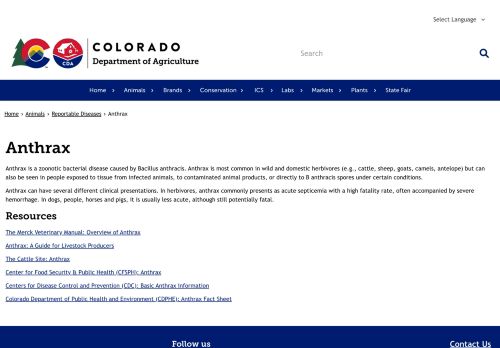 Select Language
COLORADO
Department of Agriculture
CDA
Search
Home › Animals › Brands › Conservation › ICS › Labs › Markets › Plants › State Fair
Home › Animals › Reportable Diseases › Anthrax
Anthrax
Anthrax is a zoonotic bacterial disease caused by Bacillus anthracis. Anthrax is most common in wild and domestic herbivores (e.g., cattle, sheep, goats, camels, antelope) but can
also be seen in people exposed to tissue from infected animals, to contaminated animal products, or directly to B anthracis spores under certain conditions.
Anthrax can have several different clinical presentations. In herbivores, anthrax commonly presents as acute septicemia with a high fatality rate, often accompanied by severe
hemorrhage. In dogs, people, horses and pigs, it is usually less acute, although still potentially fatal.
Resources
The Merck Veterinary Manual: Overview of Anthrax
Anthrax: A Guide for Livestock Producers
The Cattle Site: Anthrax
Center for Food Security & Public Health (CFSPH): Anthrax
Centers for Disease Control and Prevention (CDC): Basic Anthrax Information
Colorado Department of Public Health and Environment (CDPHE): Anthrax Fact Sheet
Follow us
Contact Us